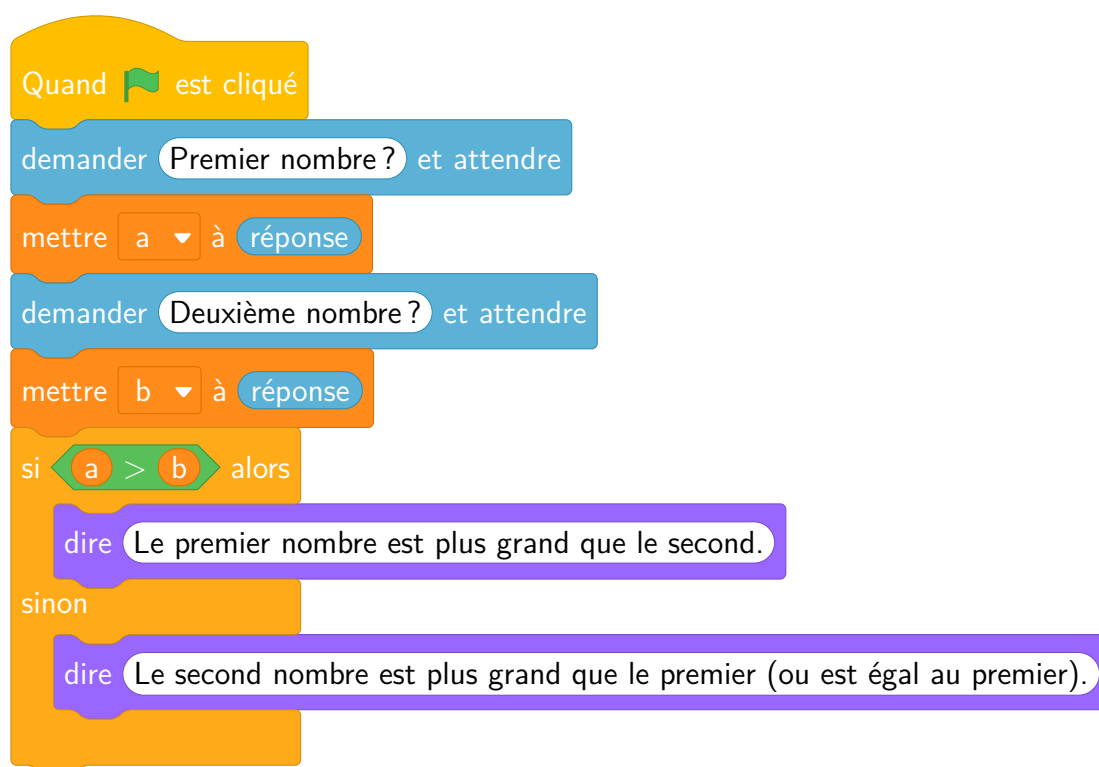 Quand est cliqué
demander Premier nombre ? et attendre
mettre a à réponse
demander Deuxième nombre ? et attendre
mettre b à réponse
si a > b alors
dire Le premier nombre est plus grand que le second.
sinon
dire Le second nombre est plus grand que le premier (ou est égal au premier).